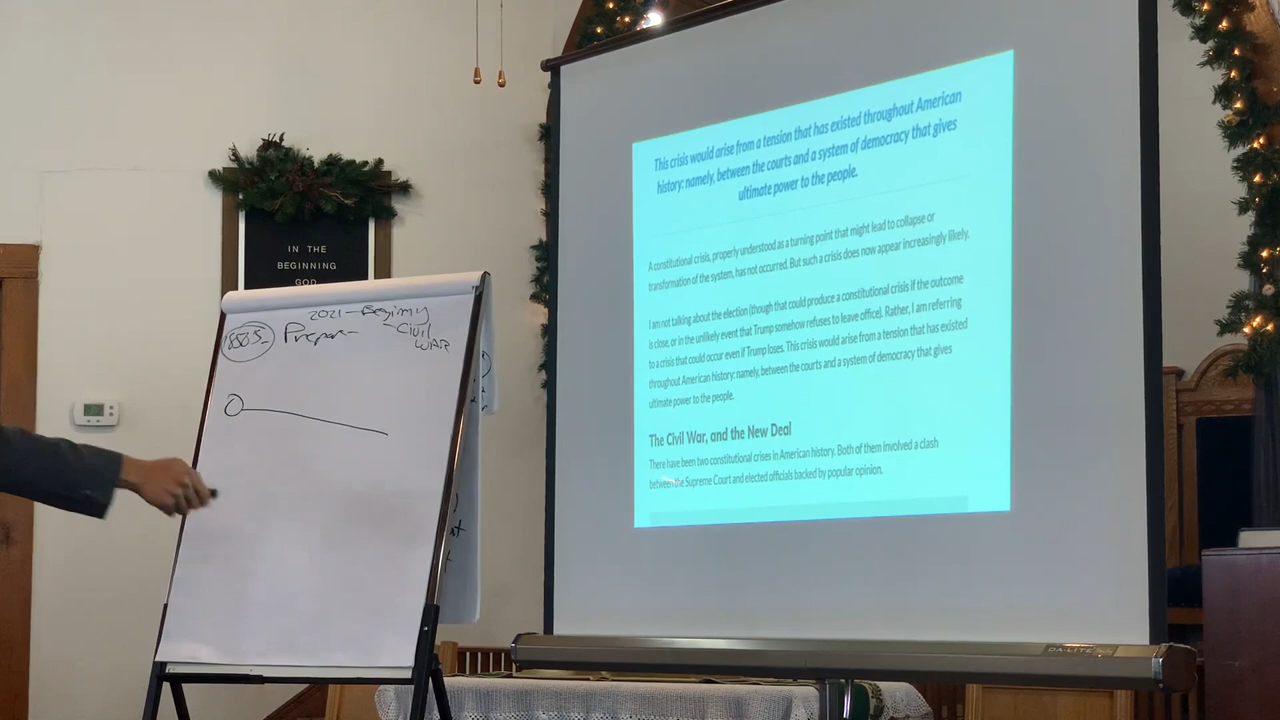 IN THE
BEGINNING
GOD
2021 - Beginning
1850's Prepar
- Civil
WAR
This crisis would arise from a tension that has existed throughout American
history: namely, between the courts and a system of democracy that gives
ultimate power to the people.
A constitutional crisis, properly understood as a turning point that might lead to collapse or
transformation of the system, has not occurred. But such a crisis does now appear increasingly likely.
I am not talking about the election (though that could produce a constitutional crisis if the outcome
is close, or in the unlikely event that Trump somehow refuses to leave office). Rather, I am referring
to a crisis that could occur even if Trump loses. This crisis would arise from a tension that has existed
throughout American history: namely, between the courts and a system of democracy that gives
ultimate power to the people.
The Civil War, and the New Deal
There have been two constitutional crises in American history. Both of them involved a clash
between the Supreme Court and elected officials backed by popular opinion.
DA-LITE